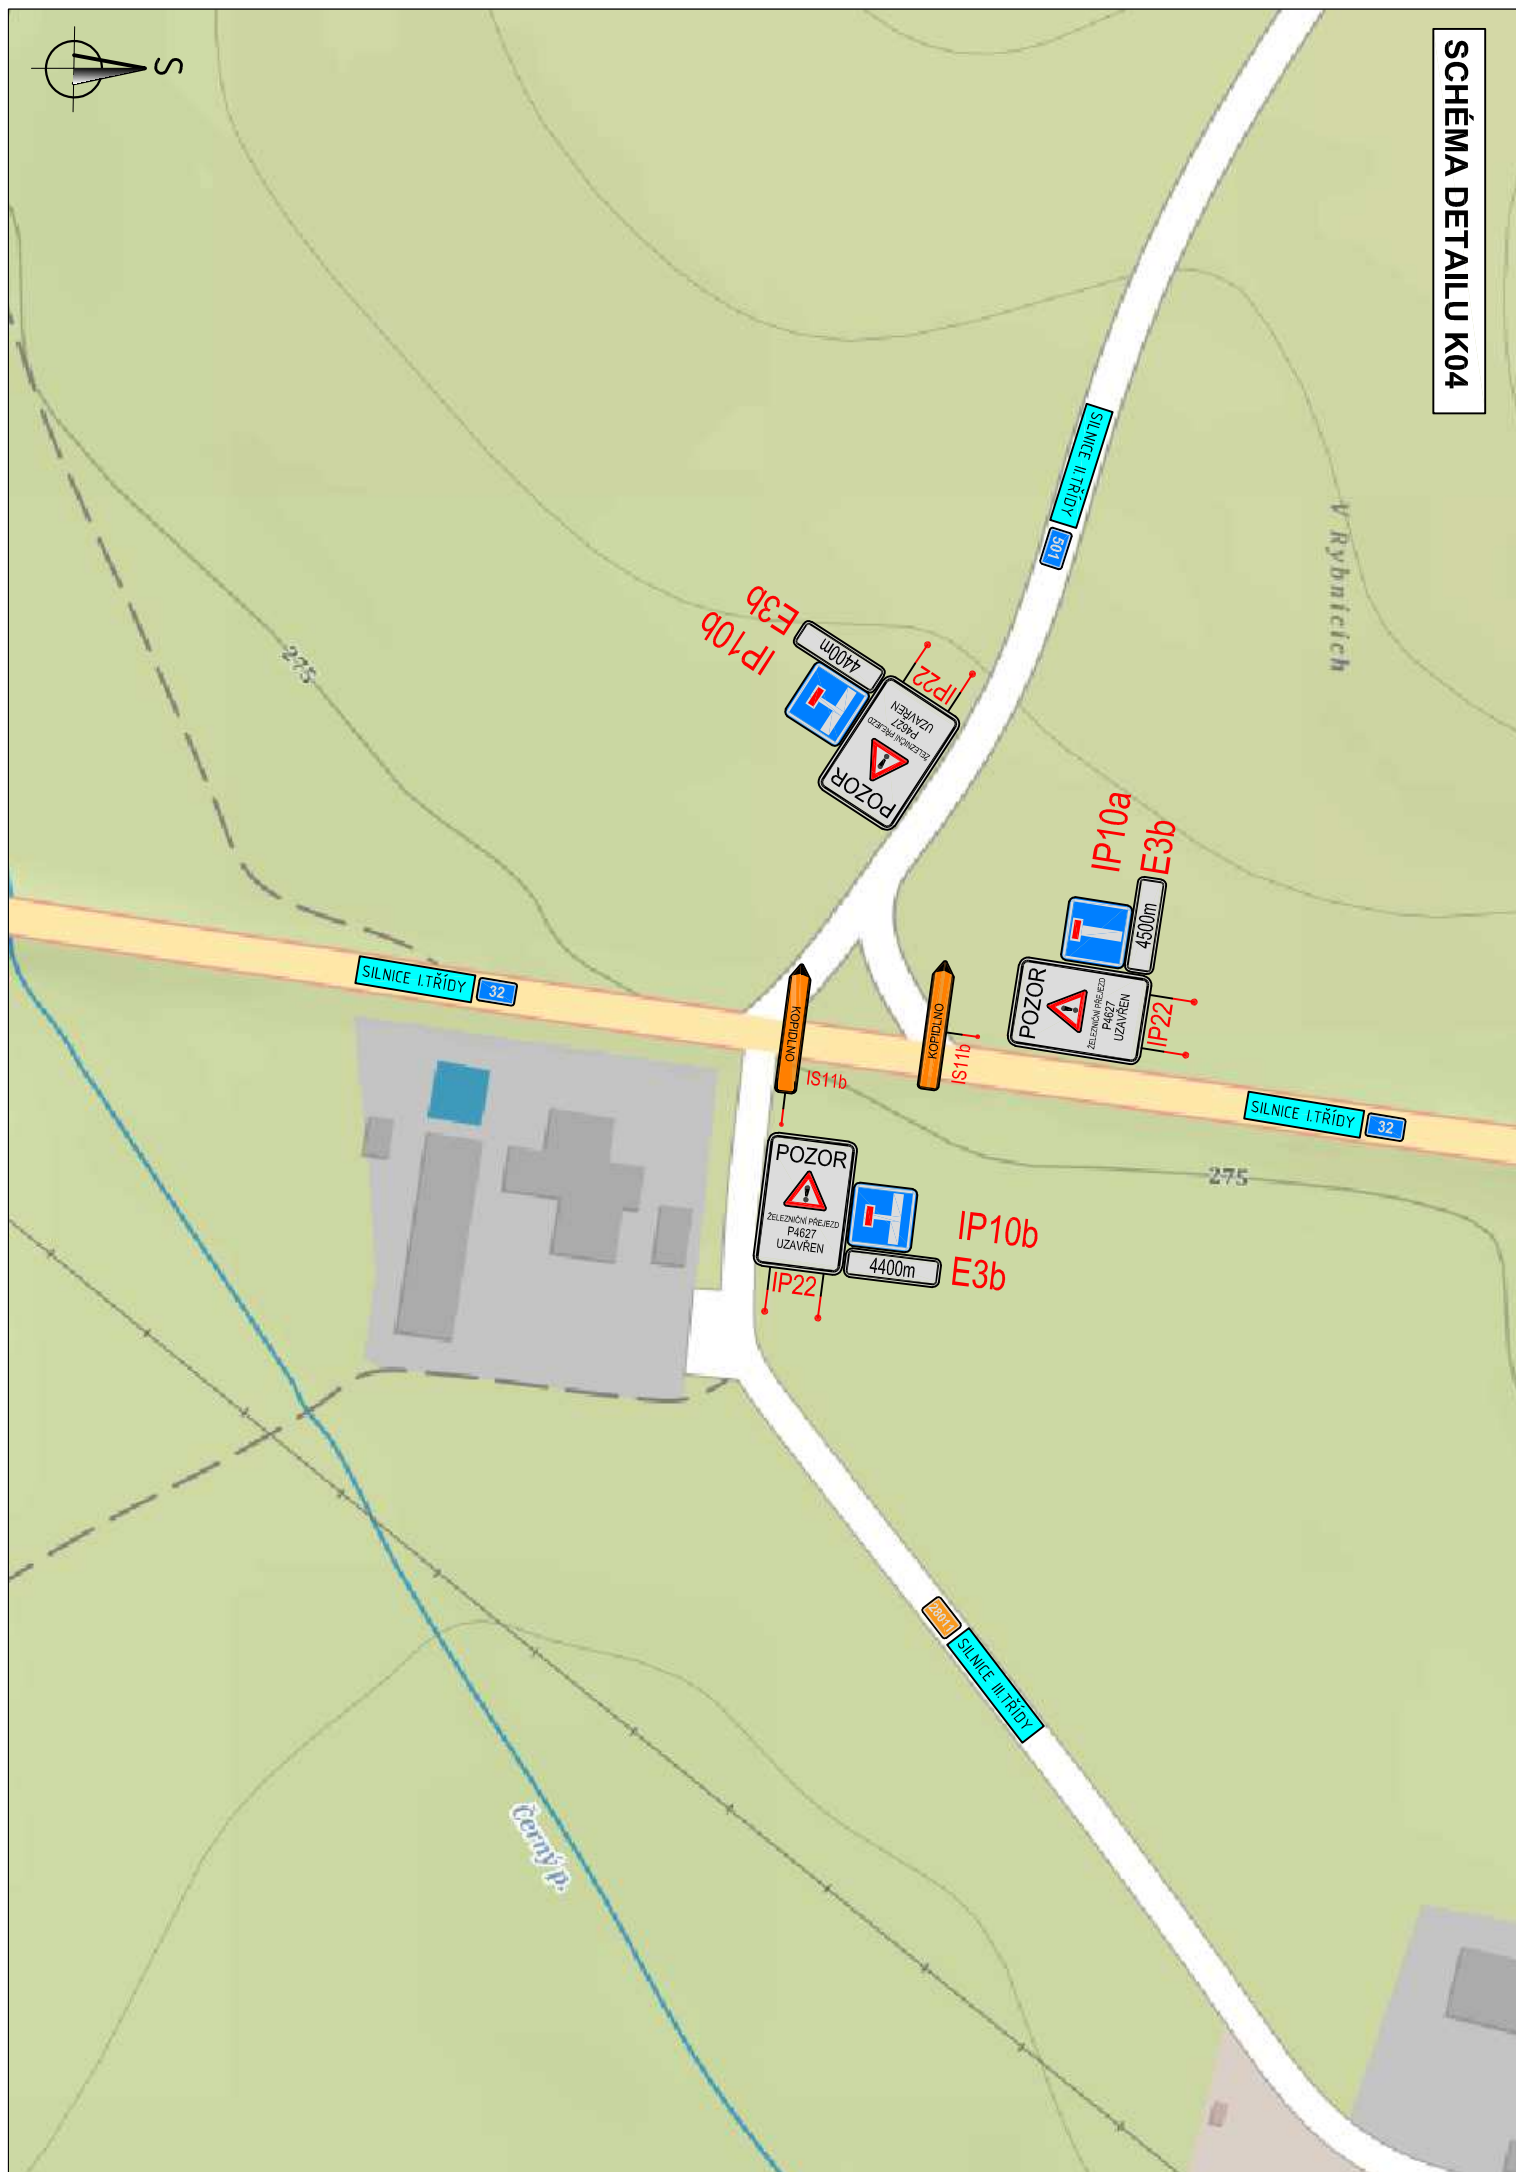 SCHÉMA DETAILU K04
S
SILNICE II.TŘÍDY
501
V Rybnících
275
E3b
IP10b
4400m
IP22
POZOR
ŽELEZNIČNÍ PŘEJEZD
P4627
UZAVŘEN
IP10a
E3b
4500m
POZOR
ŽELEZNIČNÍ PŘEJEZD
P4627
UZAVŘEN
IP22
SILNICE I.TŘÍDY
32
KOPIDLNO
IS11b
KOPIDLNO
IS11b
SILNICE I.TŘÍDY
32
275
POZOR
ŽELEZNIČNÍ PŘEJEZD
P4627
UZAVŘEN
IP22
IP10b
4400m
E3b
28011
SILNICE III.TŘÍDY
Černý p.